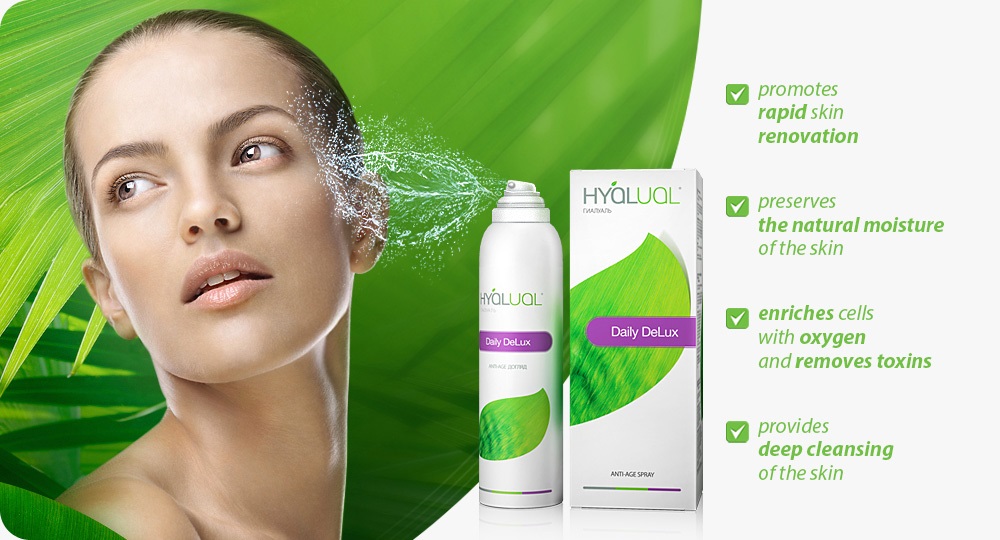 promotes
rapid skin
renovation
preserves
the natural moisture
of the skin
enriches cells
with oxygen
and removes toxins
provides
deep cleansing
of the skin
HYALUAL®
ГИАЛУАЛЬ
Daily DeLux
ANTI-AGE SPRAY
HYALUAL®
Daily DeLux
ANTI-AGE ДОГЛЯД